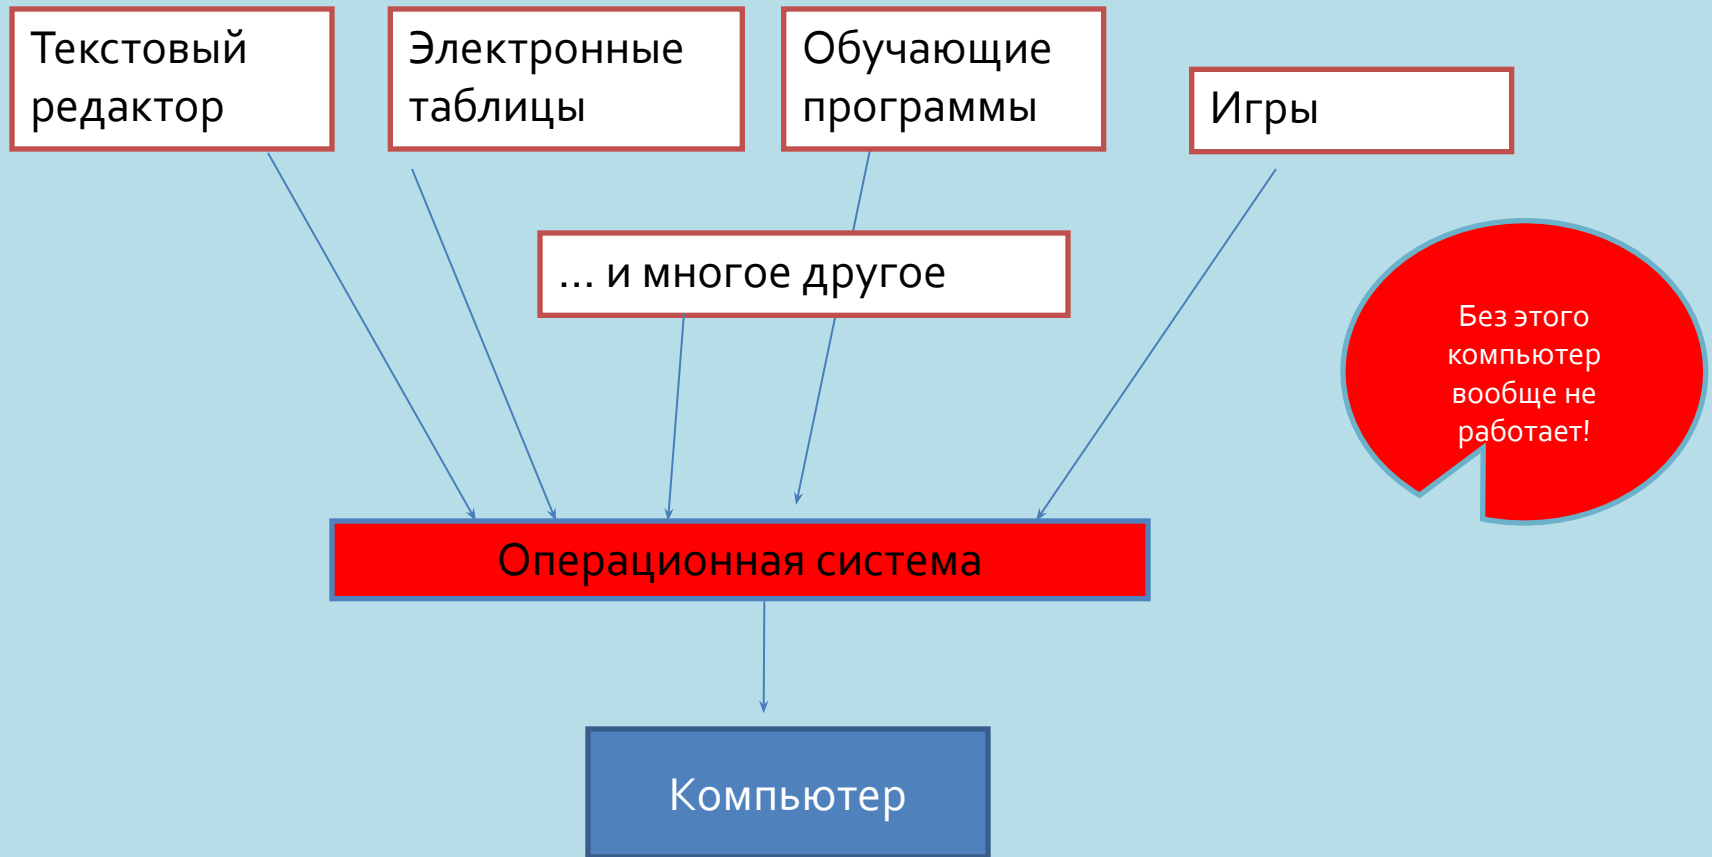 Текстовый
редактор
Электронные
таблицы
Обучающие
программы
Игры
... и многое другое
Без этого
компьютер
вообще не
работает!
Операционная система
Компьютер